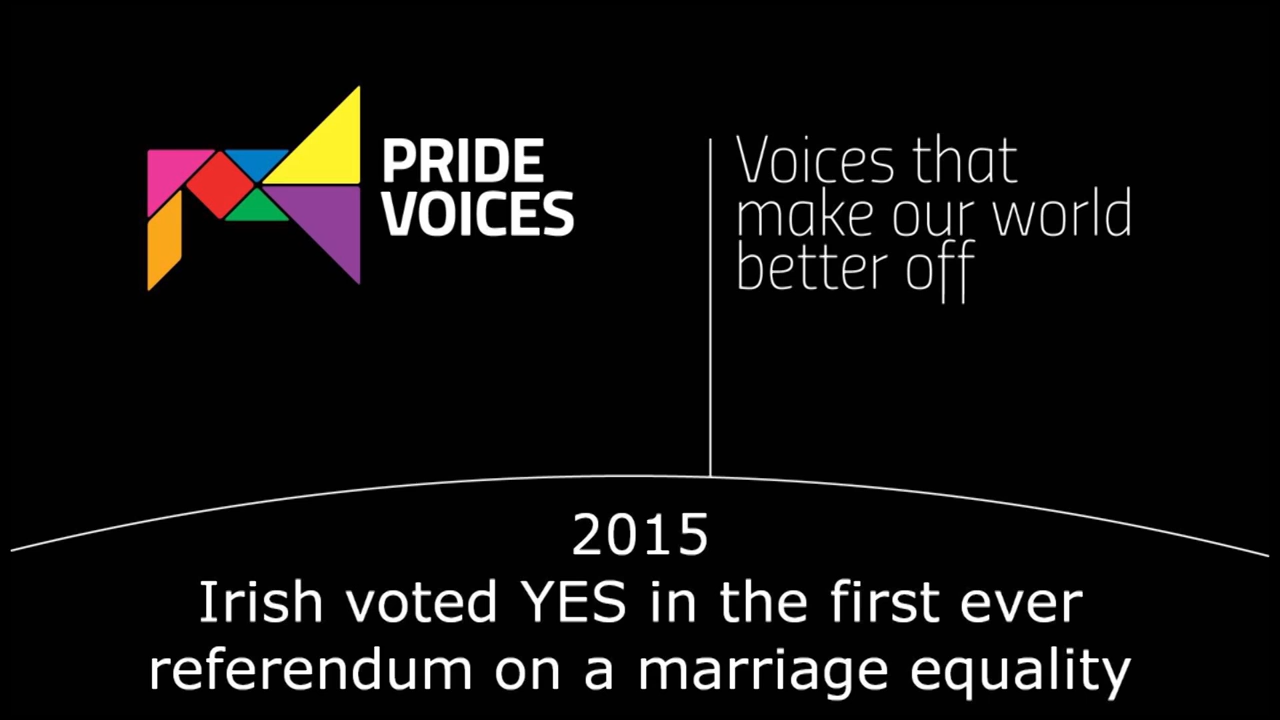 PRIDE
VOICES
Voices that
make our world
better off
2015
Irish voted YES in the first ever
referendum on a marriage equality